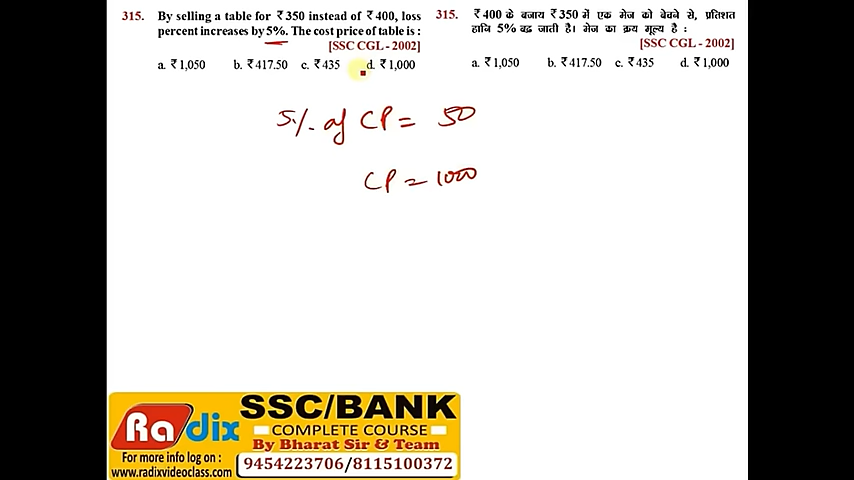 315. By selling a table for ₹ 350 instead of ₹ 400, loss
percent increases by 5%. The cost price of table is :
[SSC CGL - 2002]
a. ₹ 1,050 b. ₹ 417.50 c. ₹ 435 d. ₹ 1,000
315. ₹ 400 के बजाय ₹ 350 में एक मेज को बेचने से, प्रतिशत
हानि 5% बढ़ जाती है। मेज का क्रय मूल्य है :
[SSC CGL - 2002]
a. ₹ 1,050 b. ₹ 417.50 c. ₹ 435 d. ₹ 1,000
5% of CP = 50
CP = 1000
Radix
For more info log on :
www.radixvideoclass.com
SSC/BANK
COMPLETE COURSE
By Bharat Sir & Team
9454223706/8115100372